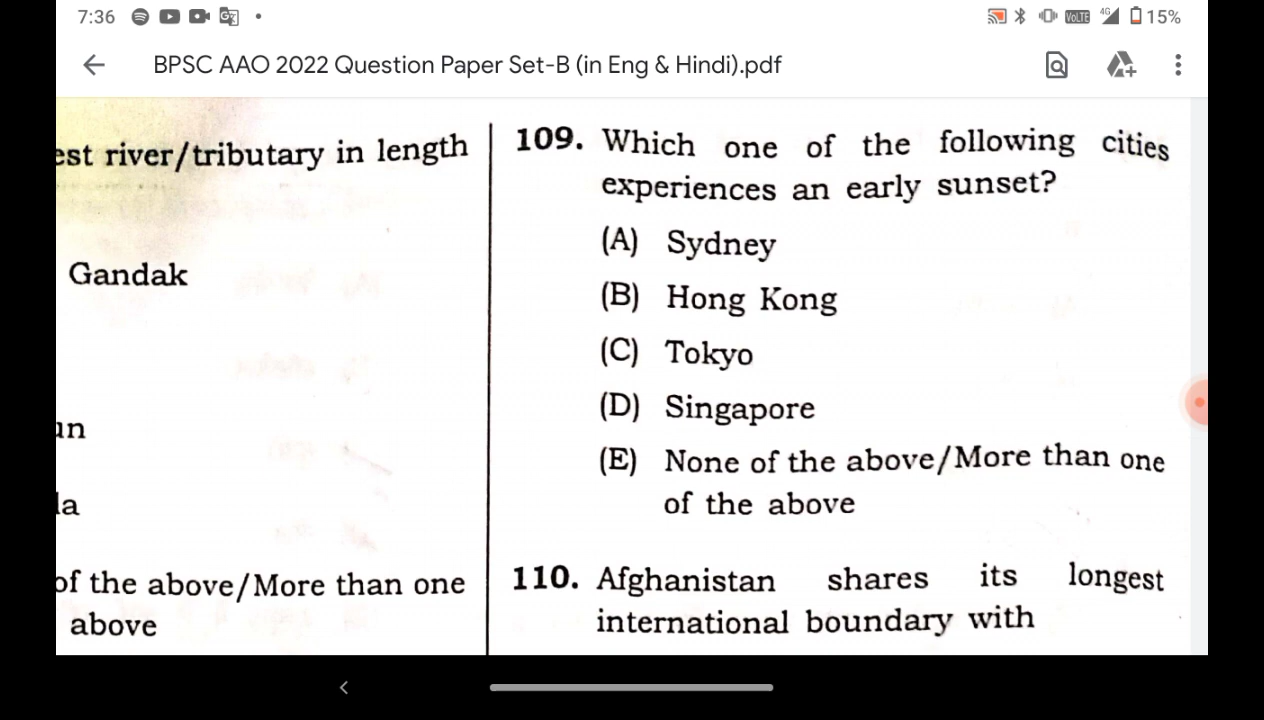 7:36
VoLTE 4G 15%
BPSC AAO 2022 Question Paper Set-B (in Eng & Hindi).pdf
est river/tributary in length
Gandak
un
la
of the above/More than one
above
109. Which one of the following cities
experiences an early sunset?
(A) Sydney
(B) Hong Kong
(C) Tokyo
(D) Singapore
(E) None of the above/More than one
of the above
110. Afghanistan shares its longest
international boundary with